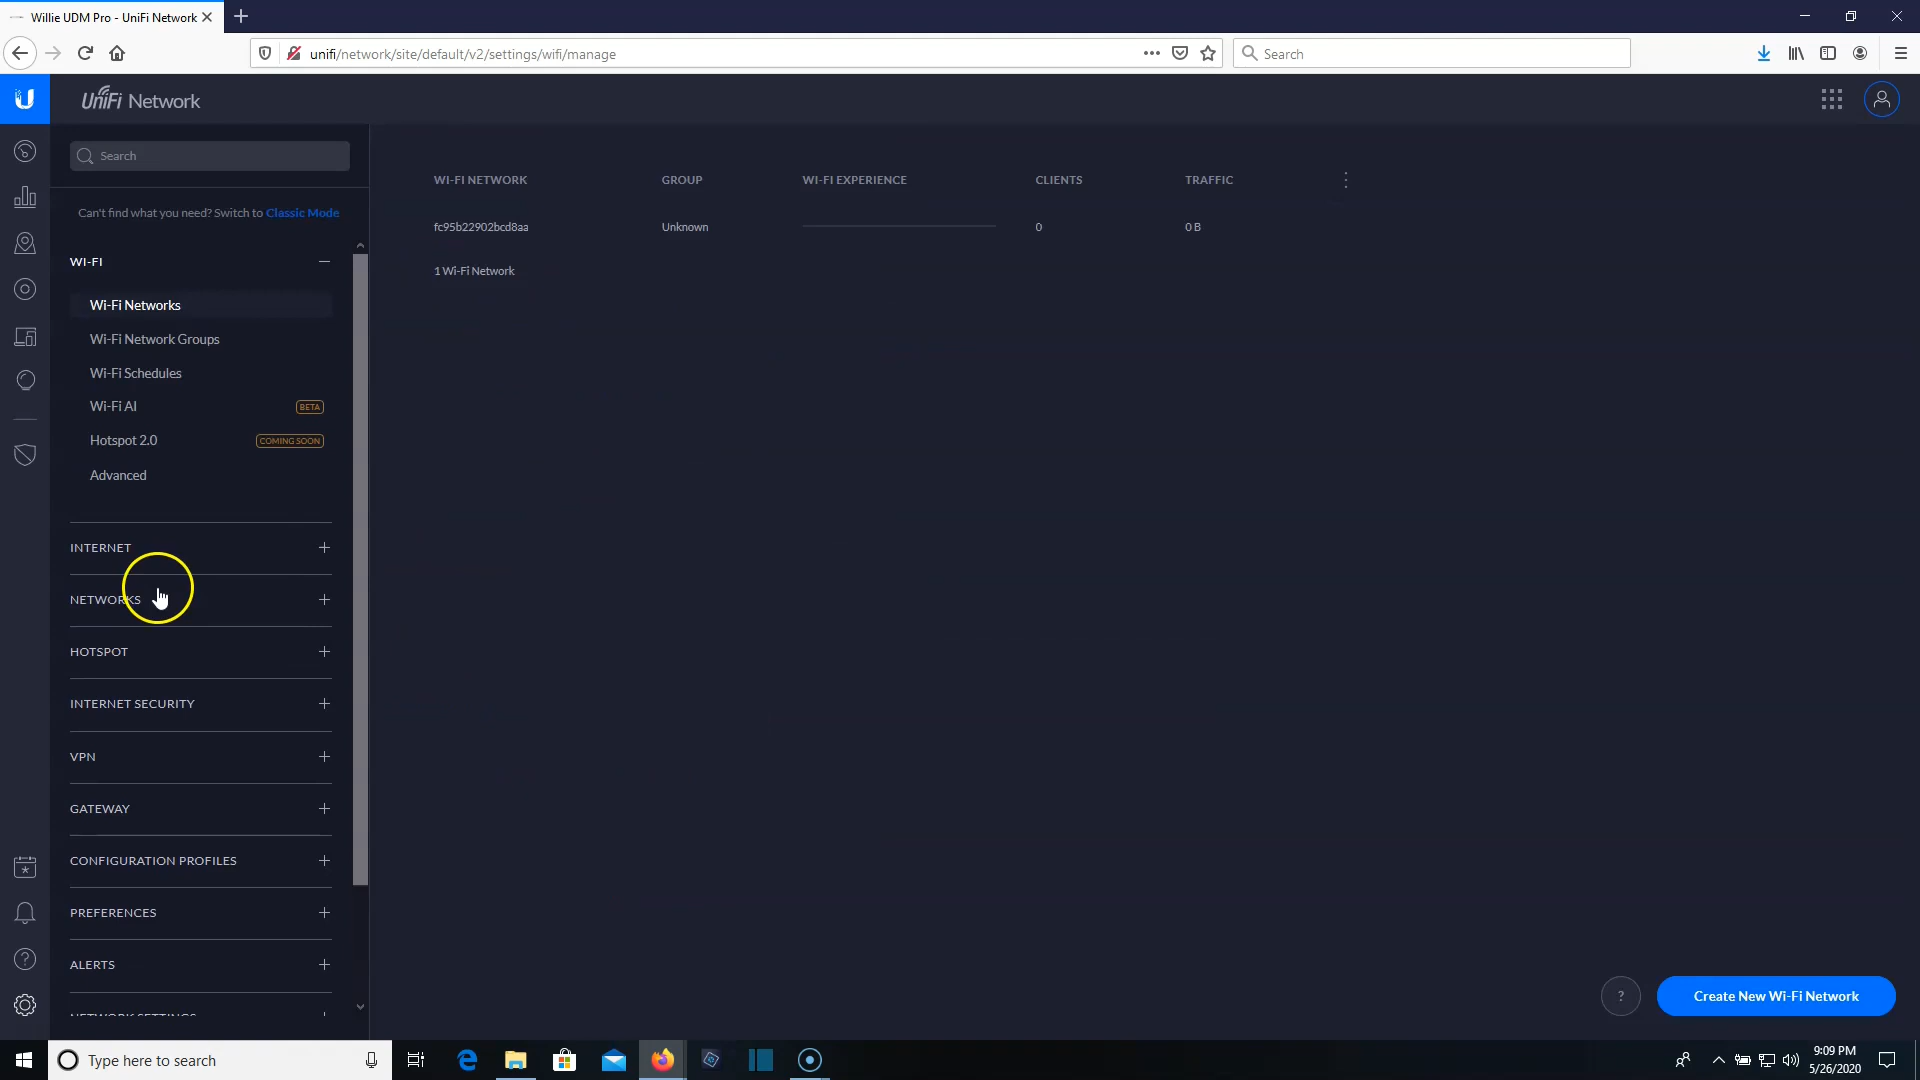 Willie UDM Pro - UniFi Network
unifi/network/site/default/v2/settings/wifi/manage
Search
UniFi Network
Search
Can't find what you need? Switch to Classic Mode
WI-FI
Wi-Fi Networks
Wi-Fi Network Groups
Wi-Fi Schedules
Wi-Fi AI BETA
Hotspot 2.0 COMING SOON
Advanced
INTERNET
NETWORKS
HOTSPOT
INTERNET SECURITY
VPN
GATEWAY
CONFIGURATION PROFILES
PREFERENCES
ALERTS
NETWORK SETTINGS
WI-FI NETWORK GROUP WI-FI EXPERIENCE CLIENTS TRAFFIC
fc95b22902bcd8aa Unknown 0 0 B
1 Wi-Fi Network
? Create New Wi-Fi Network
Type here to search
9:09 PM
5/26/2020